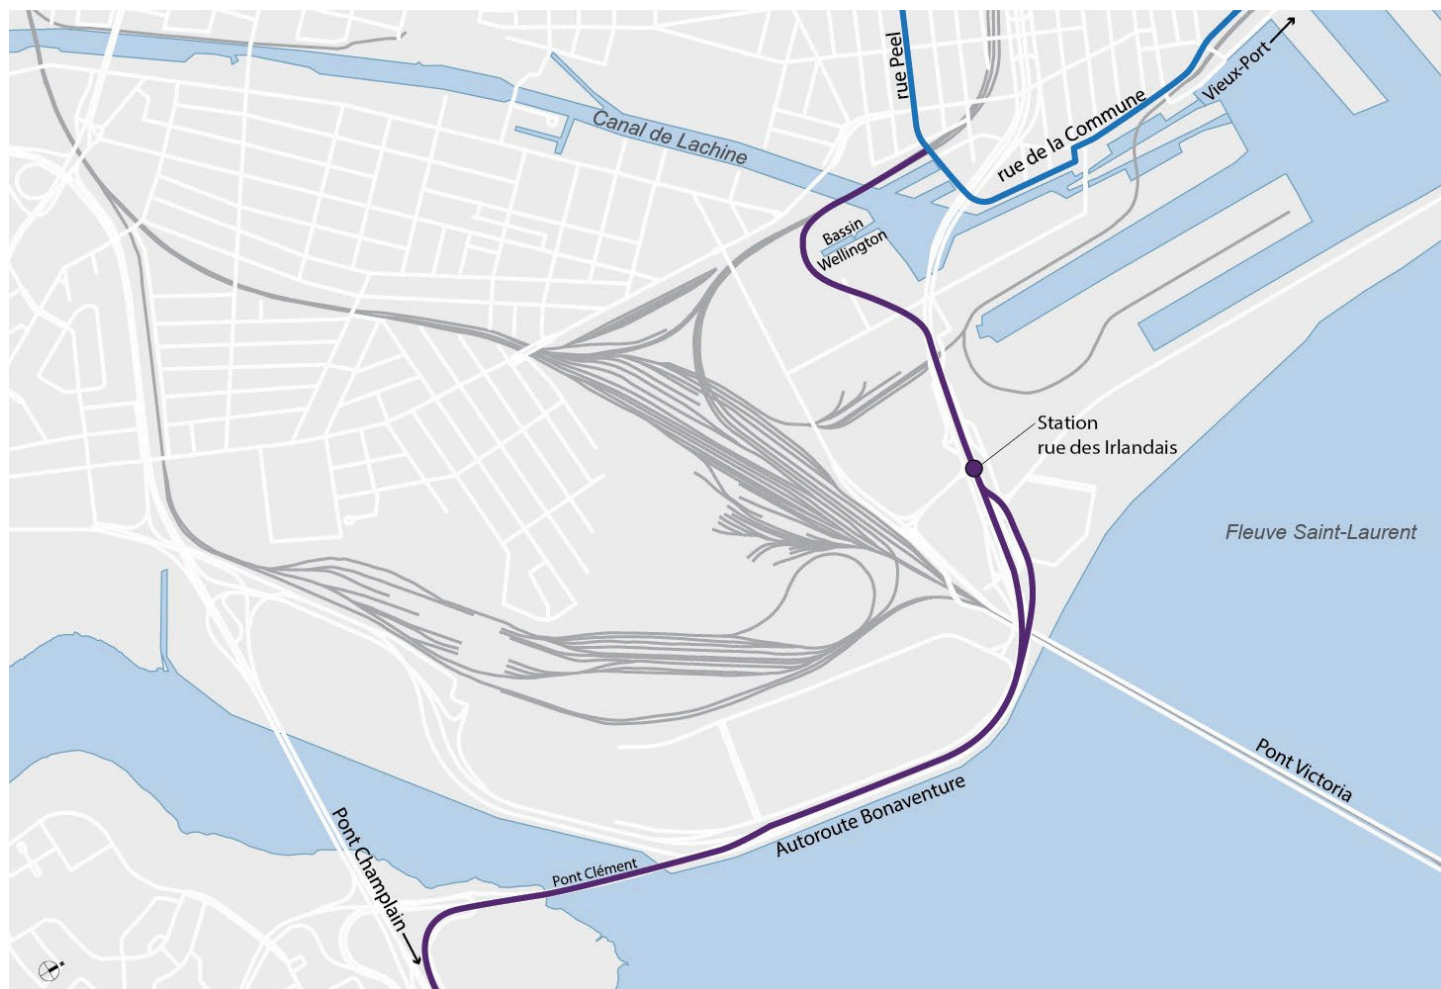 rue Peel
Vieux-Port
rue de la Commune
Canal de Lachine
Bassin
Wellington
Station
rue des Irlandais
Fleuve Saint-Laurent
Pont Victoria
Autoroute Bonaventure
Pont Clément
Pont Champlain